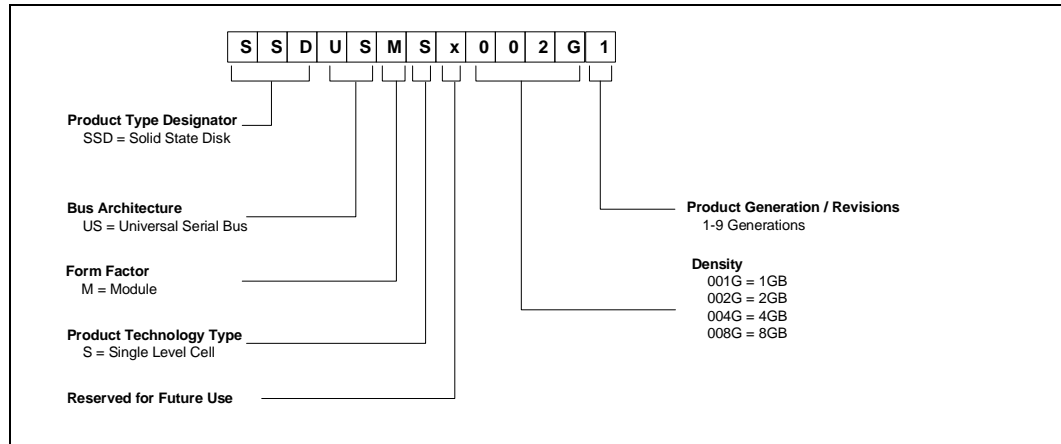 S S D U S M S x 0 0 2 G 1
Product Type Designator
SSD = Solid State Disk
Bus Architecture
US = Universal Serial Bus
Form Factor
M = Module
Product Technology Type
S = Single Level Cell
Reserved for Future Use
Product Generation / Revisions
1-9 Generations
Density
001G = 1GB
002G = 2GB
004G = 4GB
008G = 8GB